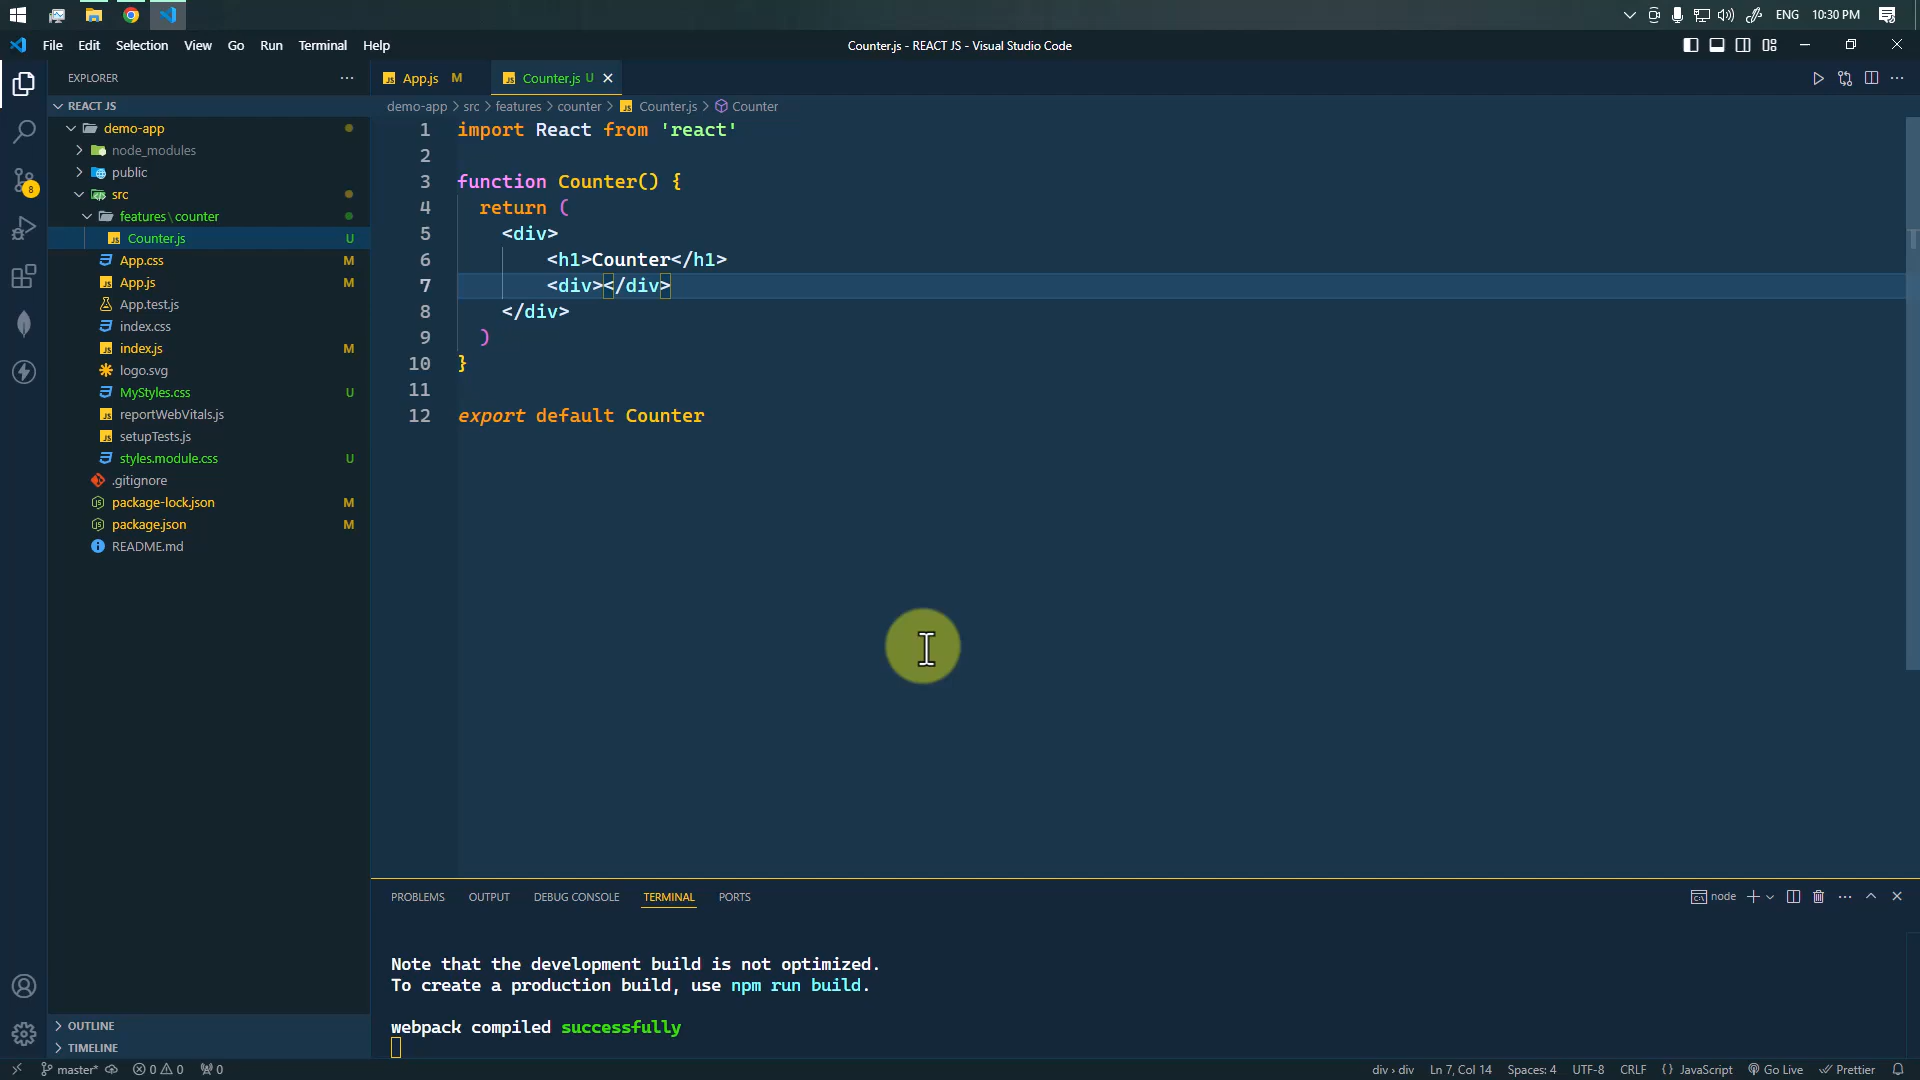 ENG 10:30 PM
File Edit Selection View Go Run Terminal Help
Counter.js - REACT JS - Visual Studio Code
EXPLORER
App.js M
Counter.js U
REACT JS
demo-app
node_modules
public
src
features\counter
Counter.js U
App.css M
App.js M
App.test.js
index.css
index.js M
logo.svg
MyStyles.css U
reportWebVitals.js
setupTests.js
styles.module.css U
.gitignore
package-lock.json M
package.json M
README.md
8
OUTLINE
TIMELINE
demo-app > src > features > counter > Counter.js > Counter
1 import React from 'react'
2
3 function Counter() {
4 return (
5 <div>
6 <h1>Counter</h1>
7 <div></div>
8 </div>
9 )
10 }
11
12 export default Counter
PROBLEMS OUTPUT DEBUG CONSOLE TERMINAL PORTS
node
Note that the development build is not optimized.
To create a production build, use npm run build.
webpack compiled successfully
master* 0 0 0
div › div Ln 7, Col 14 Spaces: 4 UTF-8 CRLF {} JavaScript Go Live Prettier